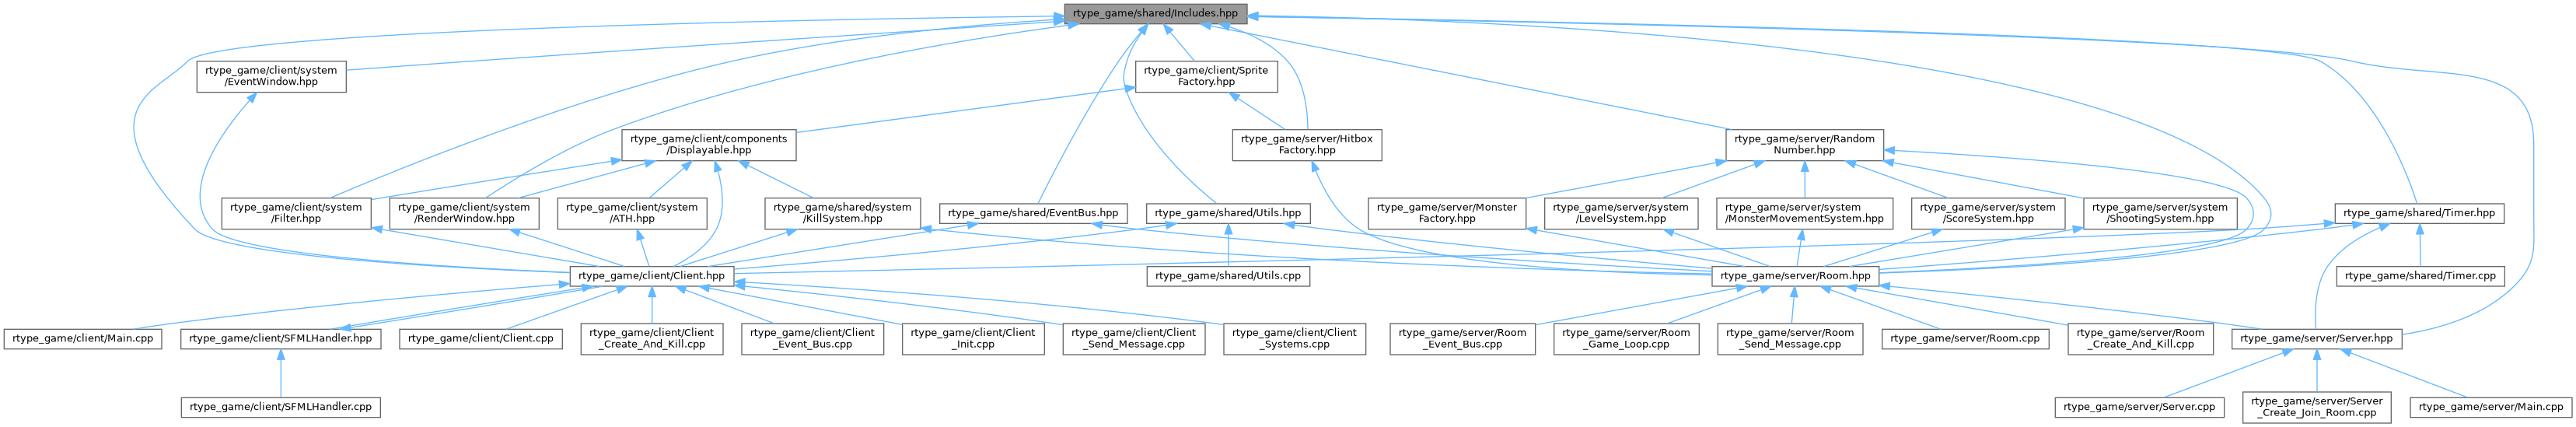 rtype_game/shared/Includes.hpp
rtype_game/client/system
/EventWindow.hpp
rtype_game/client/Sprite
Factory.hpp
rtype_game/client/components
/Displayable.hpp
rtype_game/server/Hitbox
Factory.hpp
rtype_game/server/Random
Number.hpp
rtype_game/client/system
/Filter.hpp
rtype_game/client/system
/RenderWindow.hpp
rtype_game/client/system
/ATH.hpp
rtype_game/shared/system
/KillSystem.hpp
rtype_game/shared/EventBus.hpp
rtype_game/shared/Utils.hpp
rtype_game/server/Monster
Factory.hpp
rtype_game/server/system
/LevelSystem.hpp
rtype_game/server/system
/MonsterMovementSystem.hpp
rtype_game/server/system
/ScoreSystem.hpp
rtype_game/server/system
/ShootingSystem.hpp
rtype_game/shared/Timer.hpp
rtype_game/client/Client.hpp
rtype_game/shared/Utils.cpp
rtype_game/server/Room.hpp
rtype_game/shared/Timer.cpp
rtype_game/client/Main.cpp
rtype_game/client/SFMLHandler.hpp
rtype_game/client/Client.cpp
rtype_game/client/Client
_Create_And_Kill.cpp
rtype_game/client/Client
_Event_Bus.cpp
rtype_game/client/Client
_Init.cpp
rtype_game/client/Client
_Send_Message.cpp
rtype_game/client/Client
_Systems.cpp
rtype_game/server/Room
_Event_Bus.cpp
rtype_game/server/Room
_Game_Loop.cpp
rtype_game/server/Room
_Send_Message.cpp
rtype_game/server/Room.cpp
rtype_game/server/Room
_Create_And_Kill.cpp
rtype_game/server/Server.hpp
rtype_game/client/SFMLHandler.cpp
rtype_game/server/Server.cpp
rtype_game/server/Server
_Create_Join_Room.cpp
rtype_game/server/Main.cpp